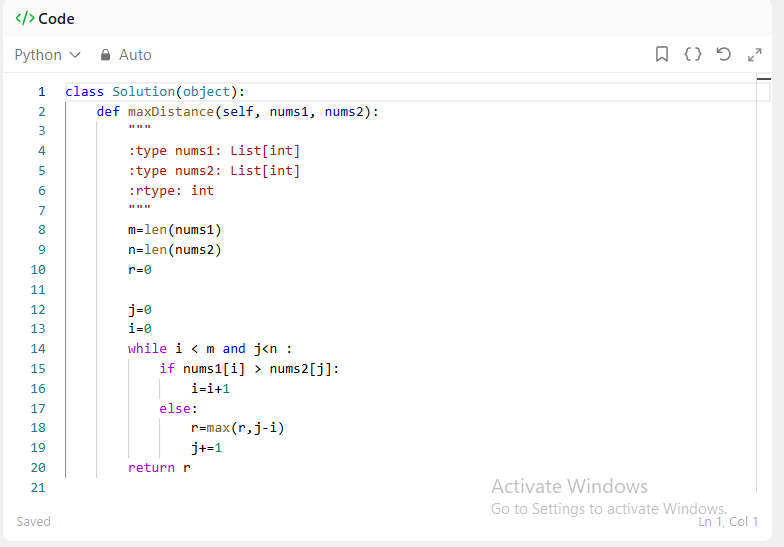 </> Code
Python Auto
1 class Solution(object):
2 def maxDistance(self, nums1, nums2):
3 """
4 :type nums1: List[int]
5 :type nums2: List[int]
6 :rtype: int
7 """
8 m=len(nums1)
9 n=len(nums2)
10 r=0
11
12 j=0
13 i=0
14 while i < m and j<n :
15 if nums1[i] > nums2[j]:
16 i=i+1
17 else:
18 r=max(r,j-i)
19 j+=1
20 return r
21
Activate Windows
Go to Settings to activate Windows.
Saved Ln 1, Col 1